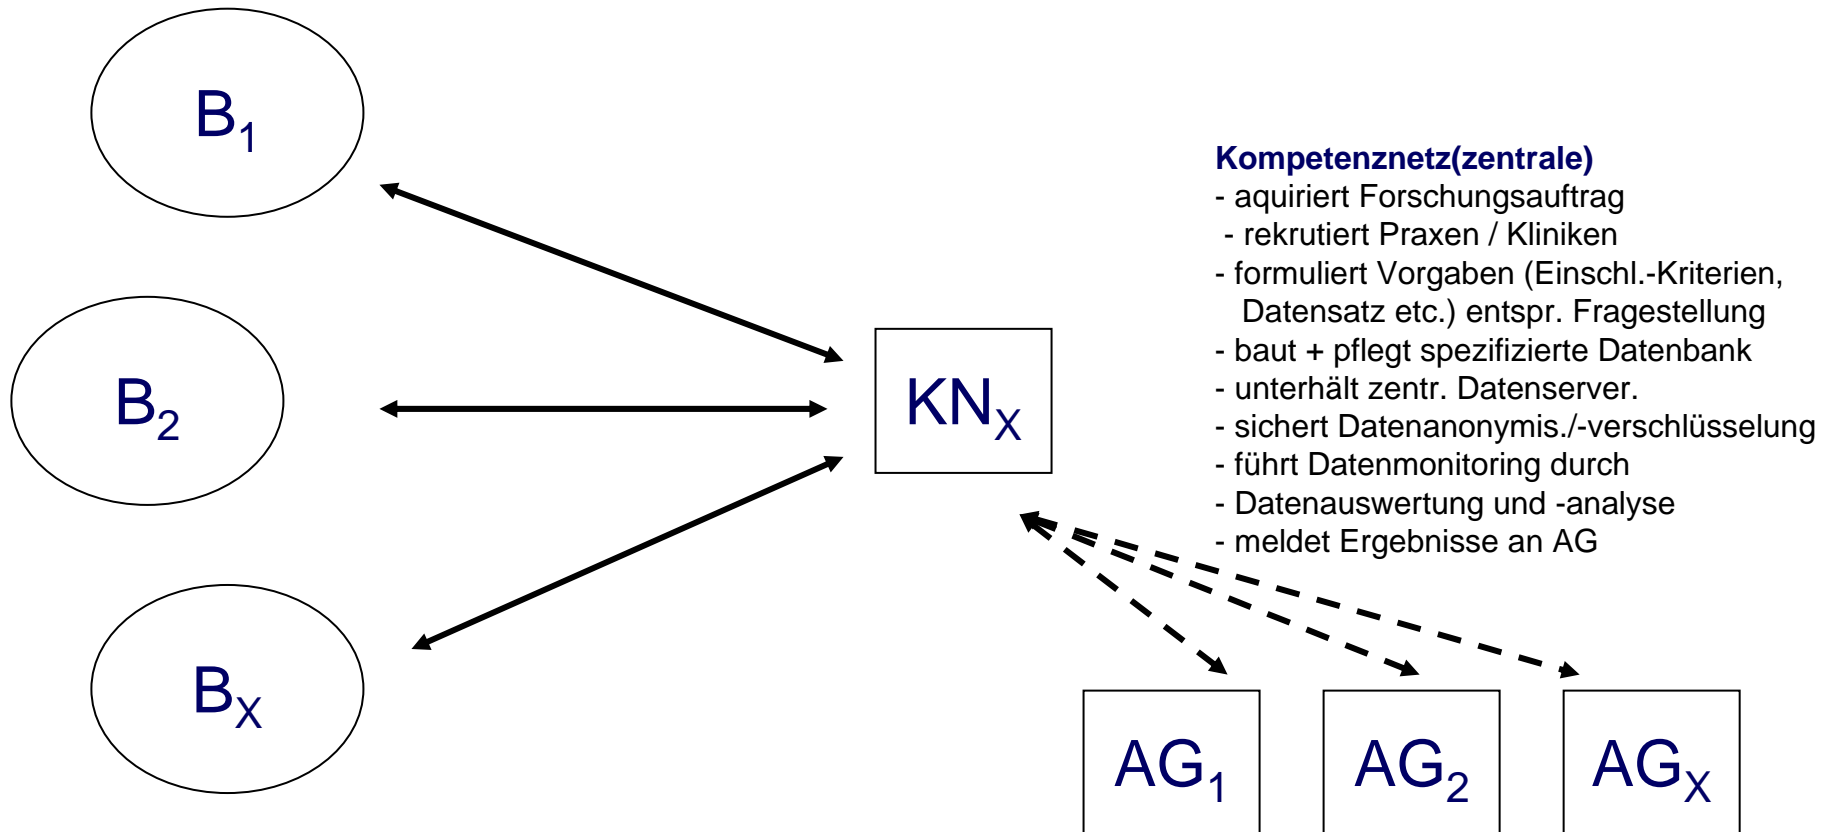 B1
Kompetenznetz(zentrale)
- aquiriert Forschungsauftrag
- rekrutiert Praxen / Kliniken
- formuliert Vorgaben (Einschl.-Kriterien,
Datensatz etc.) entspr. Fragestellung
- baut + pflegt spezifizierte Datenbank
- unterhält zentr. Datenserver.
- sichert Datenanonymis./-verschlüsselung
- führt Datenmonitoring durch
- Datenauswertung und -analyse
- meldet Ergebnisse an AG
B2
KNX
BX
AG1
AG2
AGX